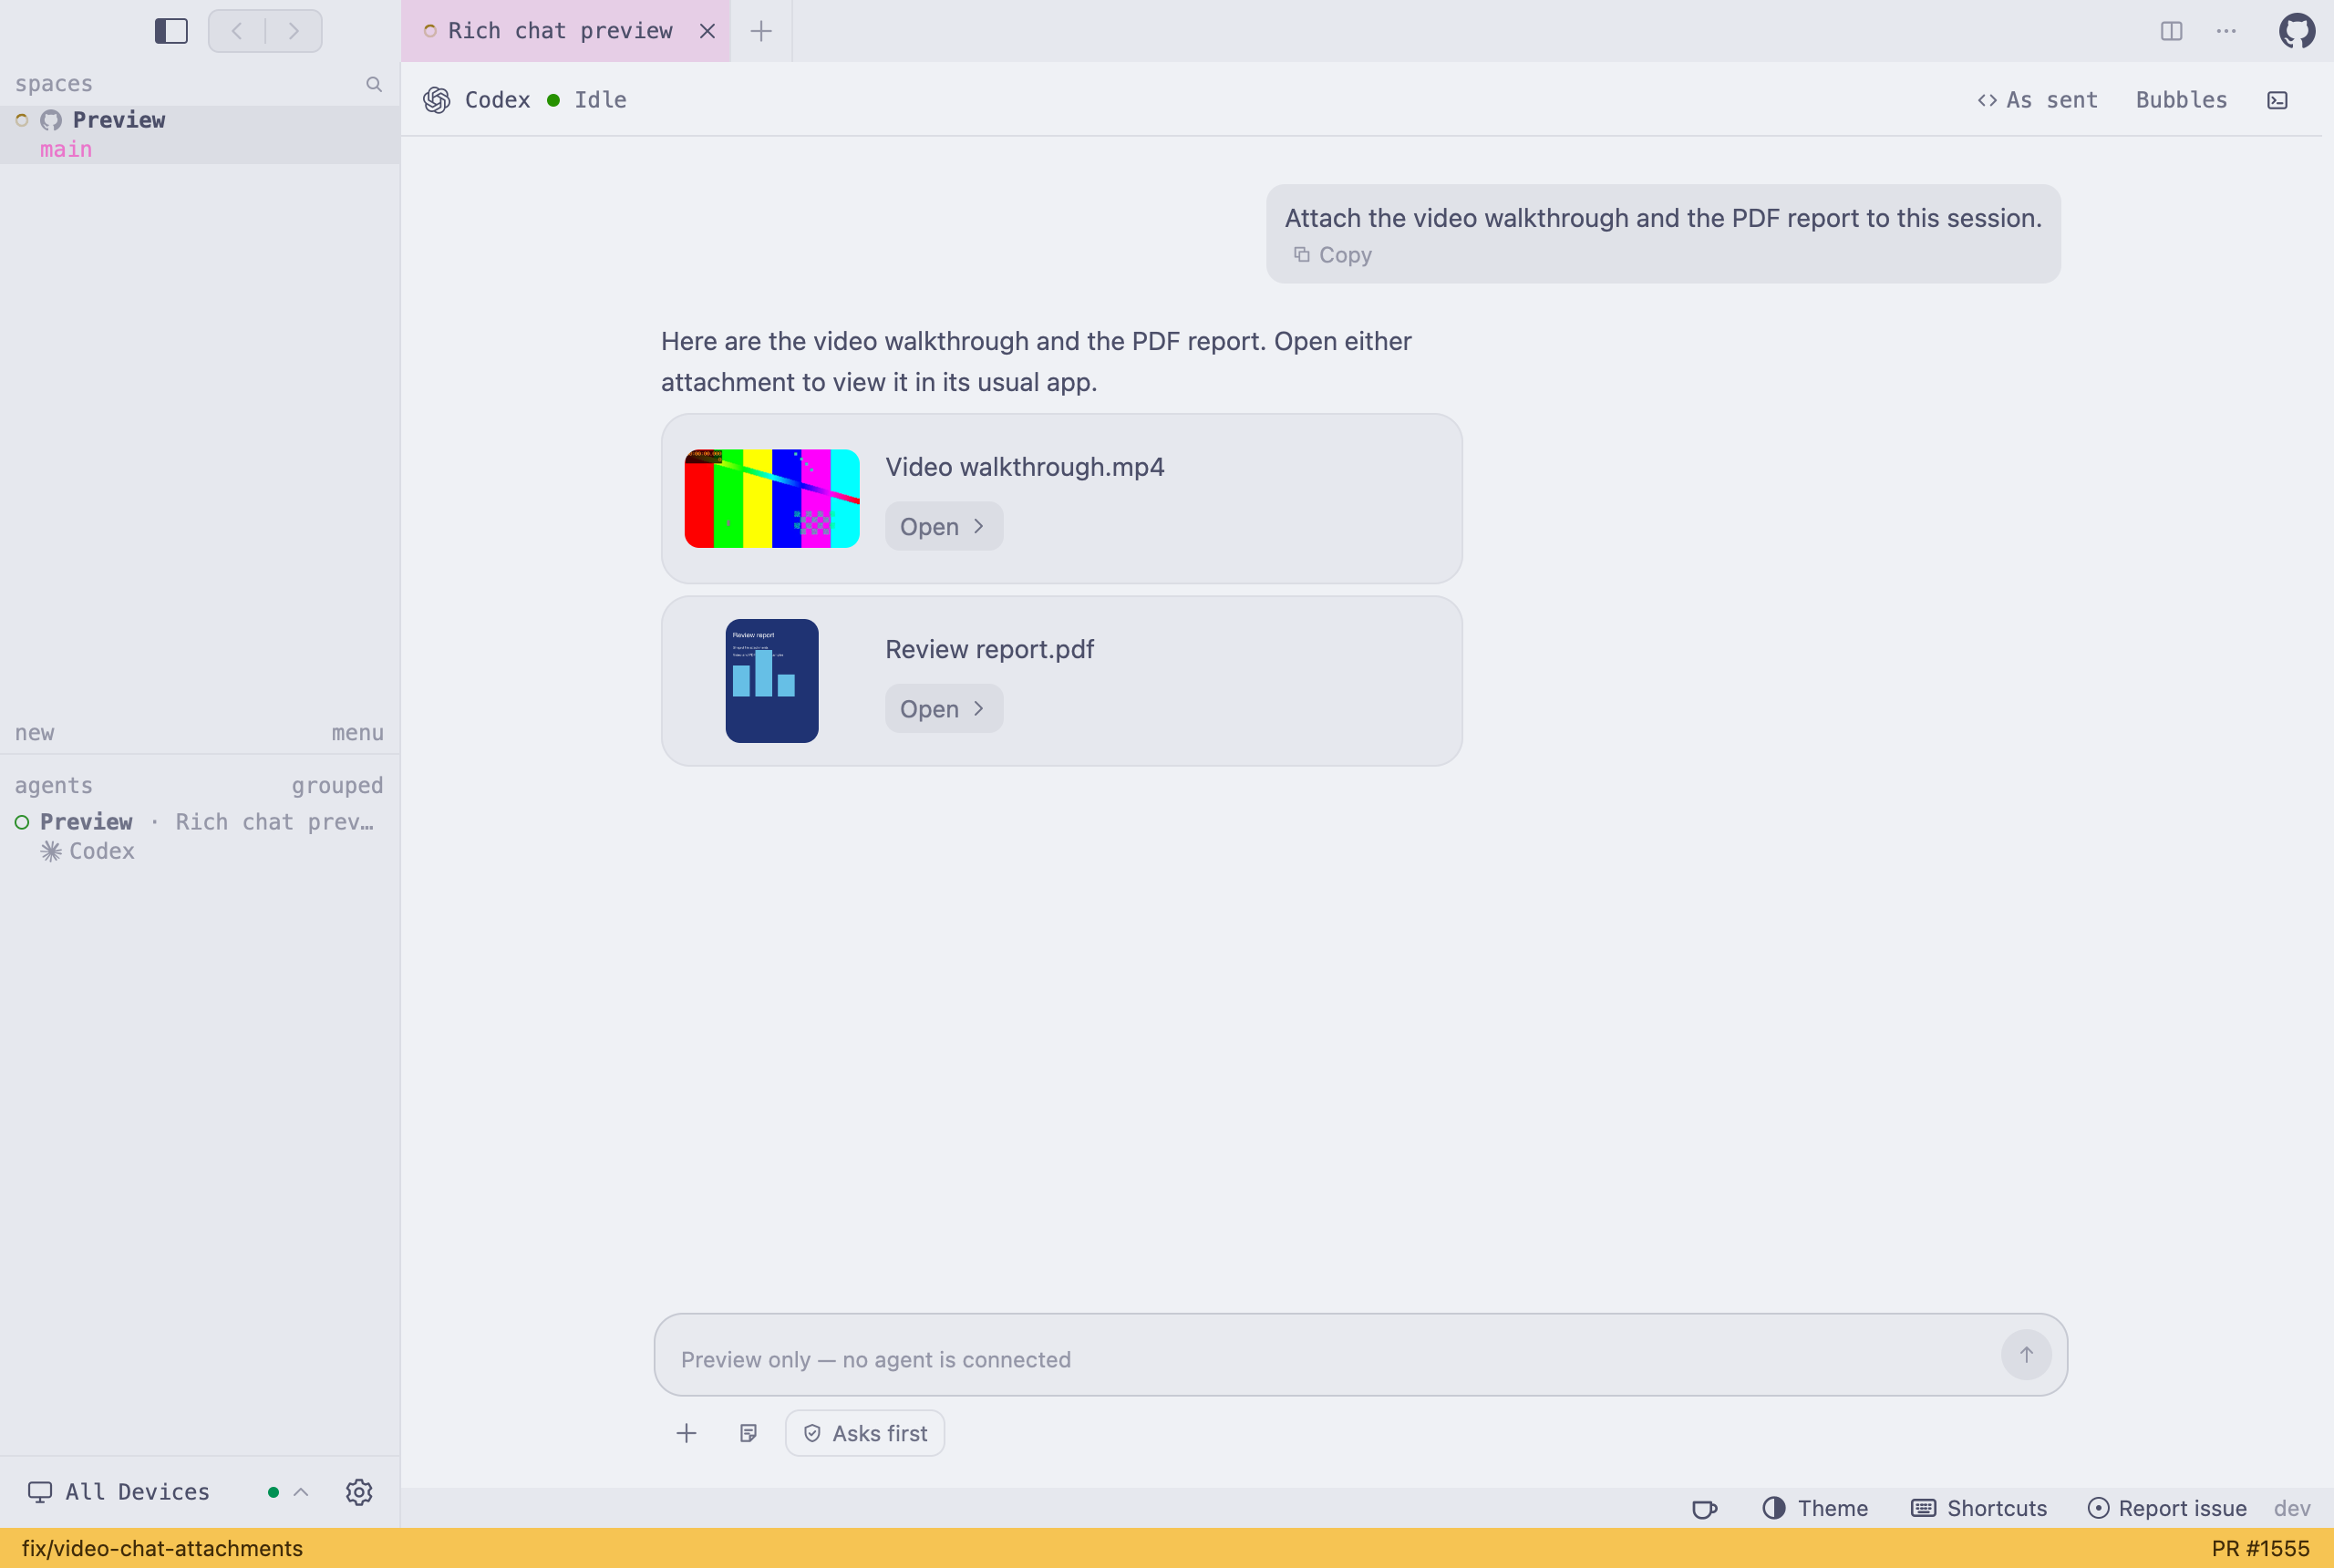 Rich chat preview
spaces
Preview
main
Codex
Idle
As sent
Bubbles
Attach the video walkthrough and the PDF report to this session.
Copy
Here are the video walkthrough and the PDF report. Open either
attachment to view it in its usual app.
Video walkthrough.mp4
Open
Review report
Review report.pdf
Open
new
menu
agents
grouped
Preview · Rich chat prev…
Codex
Preview only — no agent is connected
Asks first
All Devices
Theme
Shortcuts
Report issue
dev
fix/video-chat-attachments
PR #1555